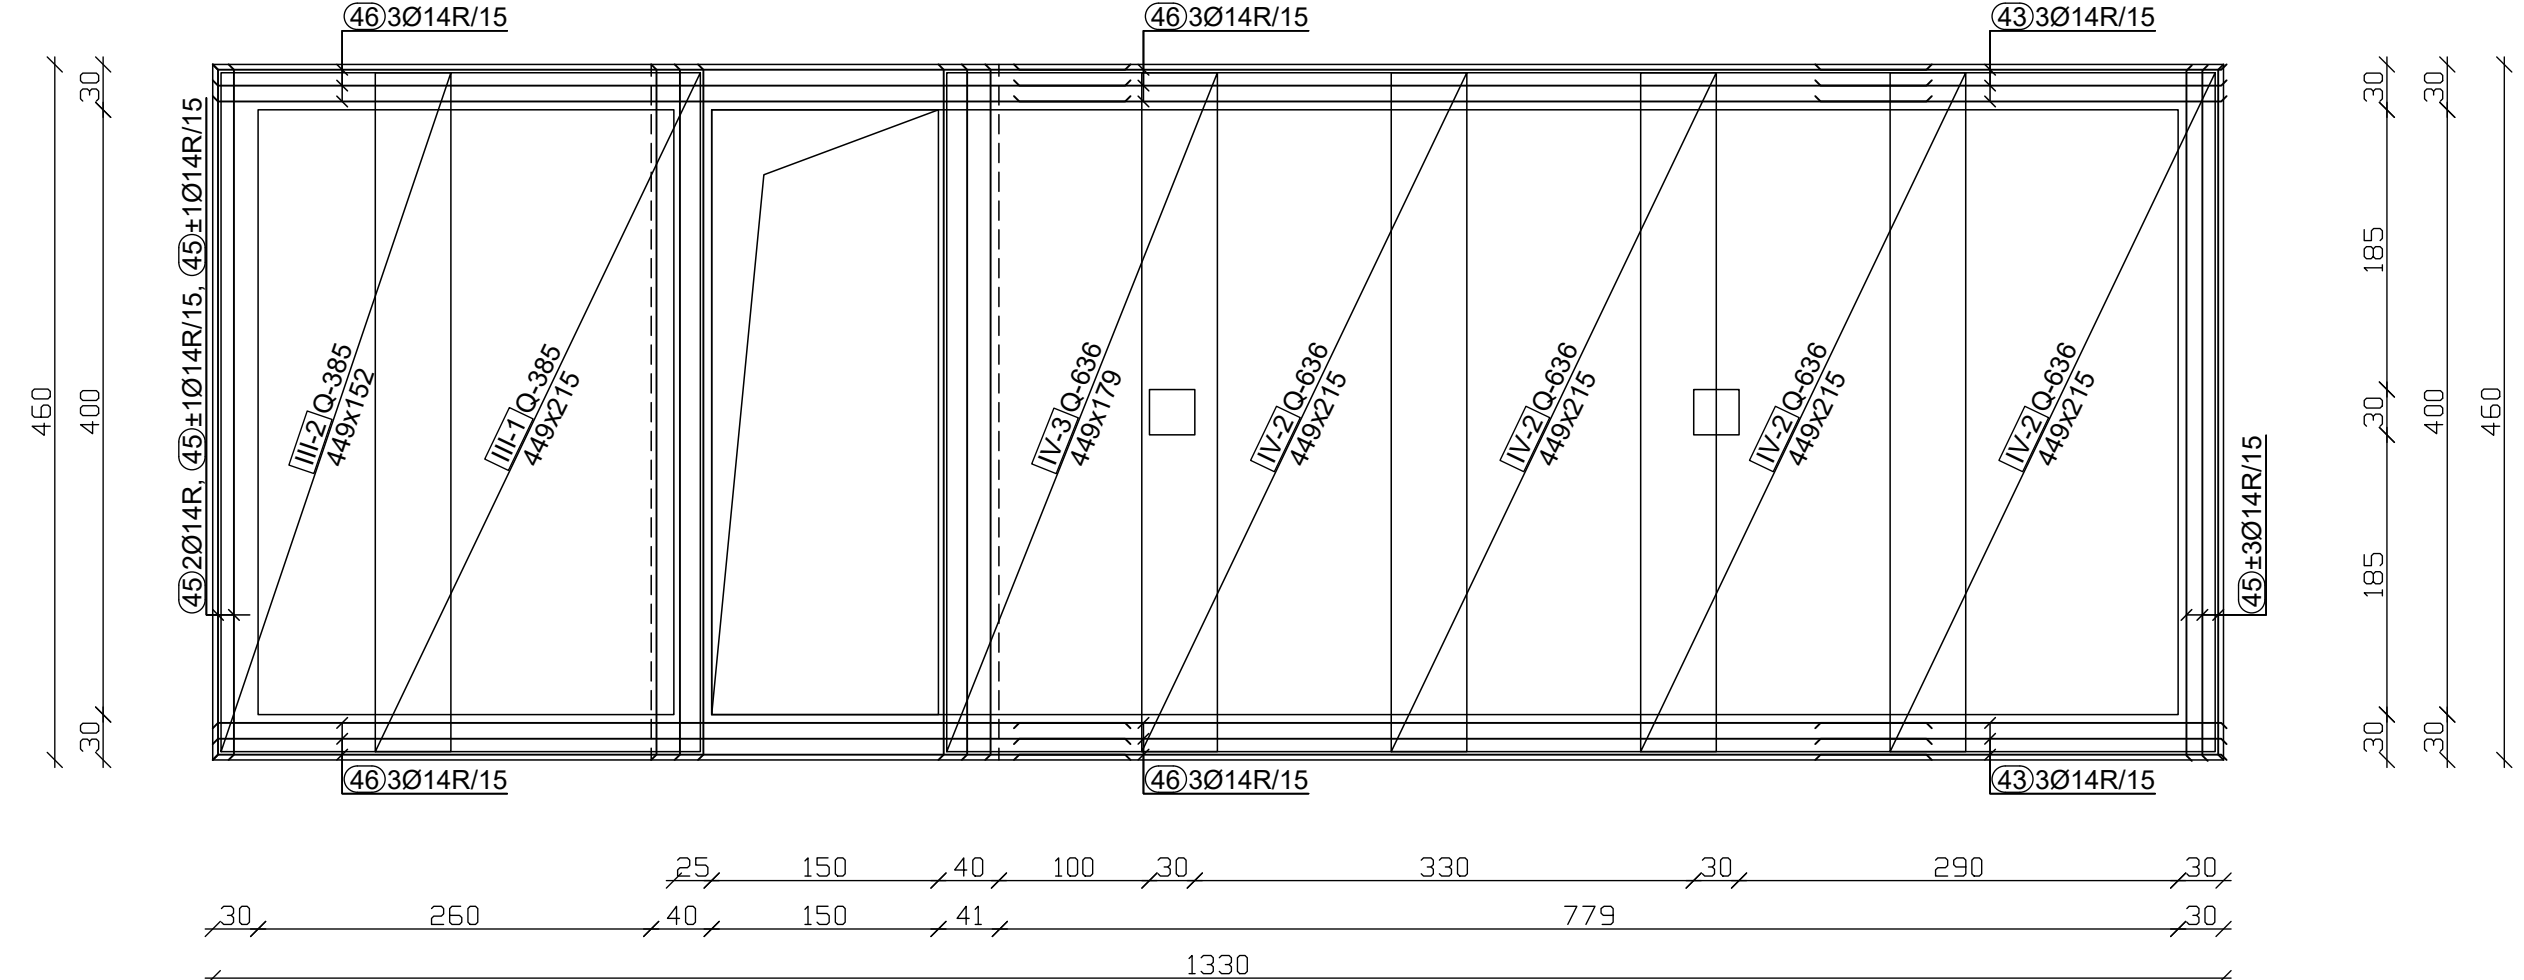 46 3Ø14R/15
46 3Ø14R/15
43 3Ø14R/15
30
400
30
460
45 2Ø14R, 45 ±1Ø14R/15, 45 ±1Ø14R/15
III-2 Q-385
449x152
III-1 Q-385
449x215
IV-3 Q-636
449x179
IV-2 Q-636
449x215
IV-2 Q-636
449x215
IV-2 Q-636
449x215
IV-2 Q-636
449x215
45 ±3Ø14R/15
30
185
30
185
30
30
400
30
460
46 3Ø14R/15
46 3Ø14R/15
43 3Ø14R/15
25 150 40 100 30 330 30 290 30
30 260 40 150 41 779 30
1330